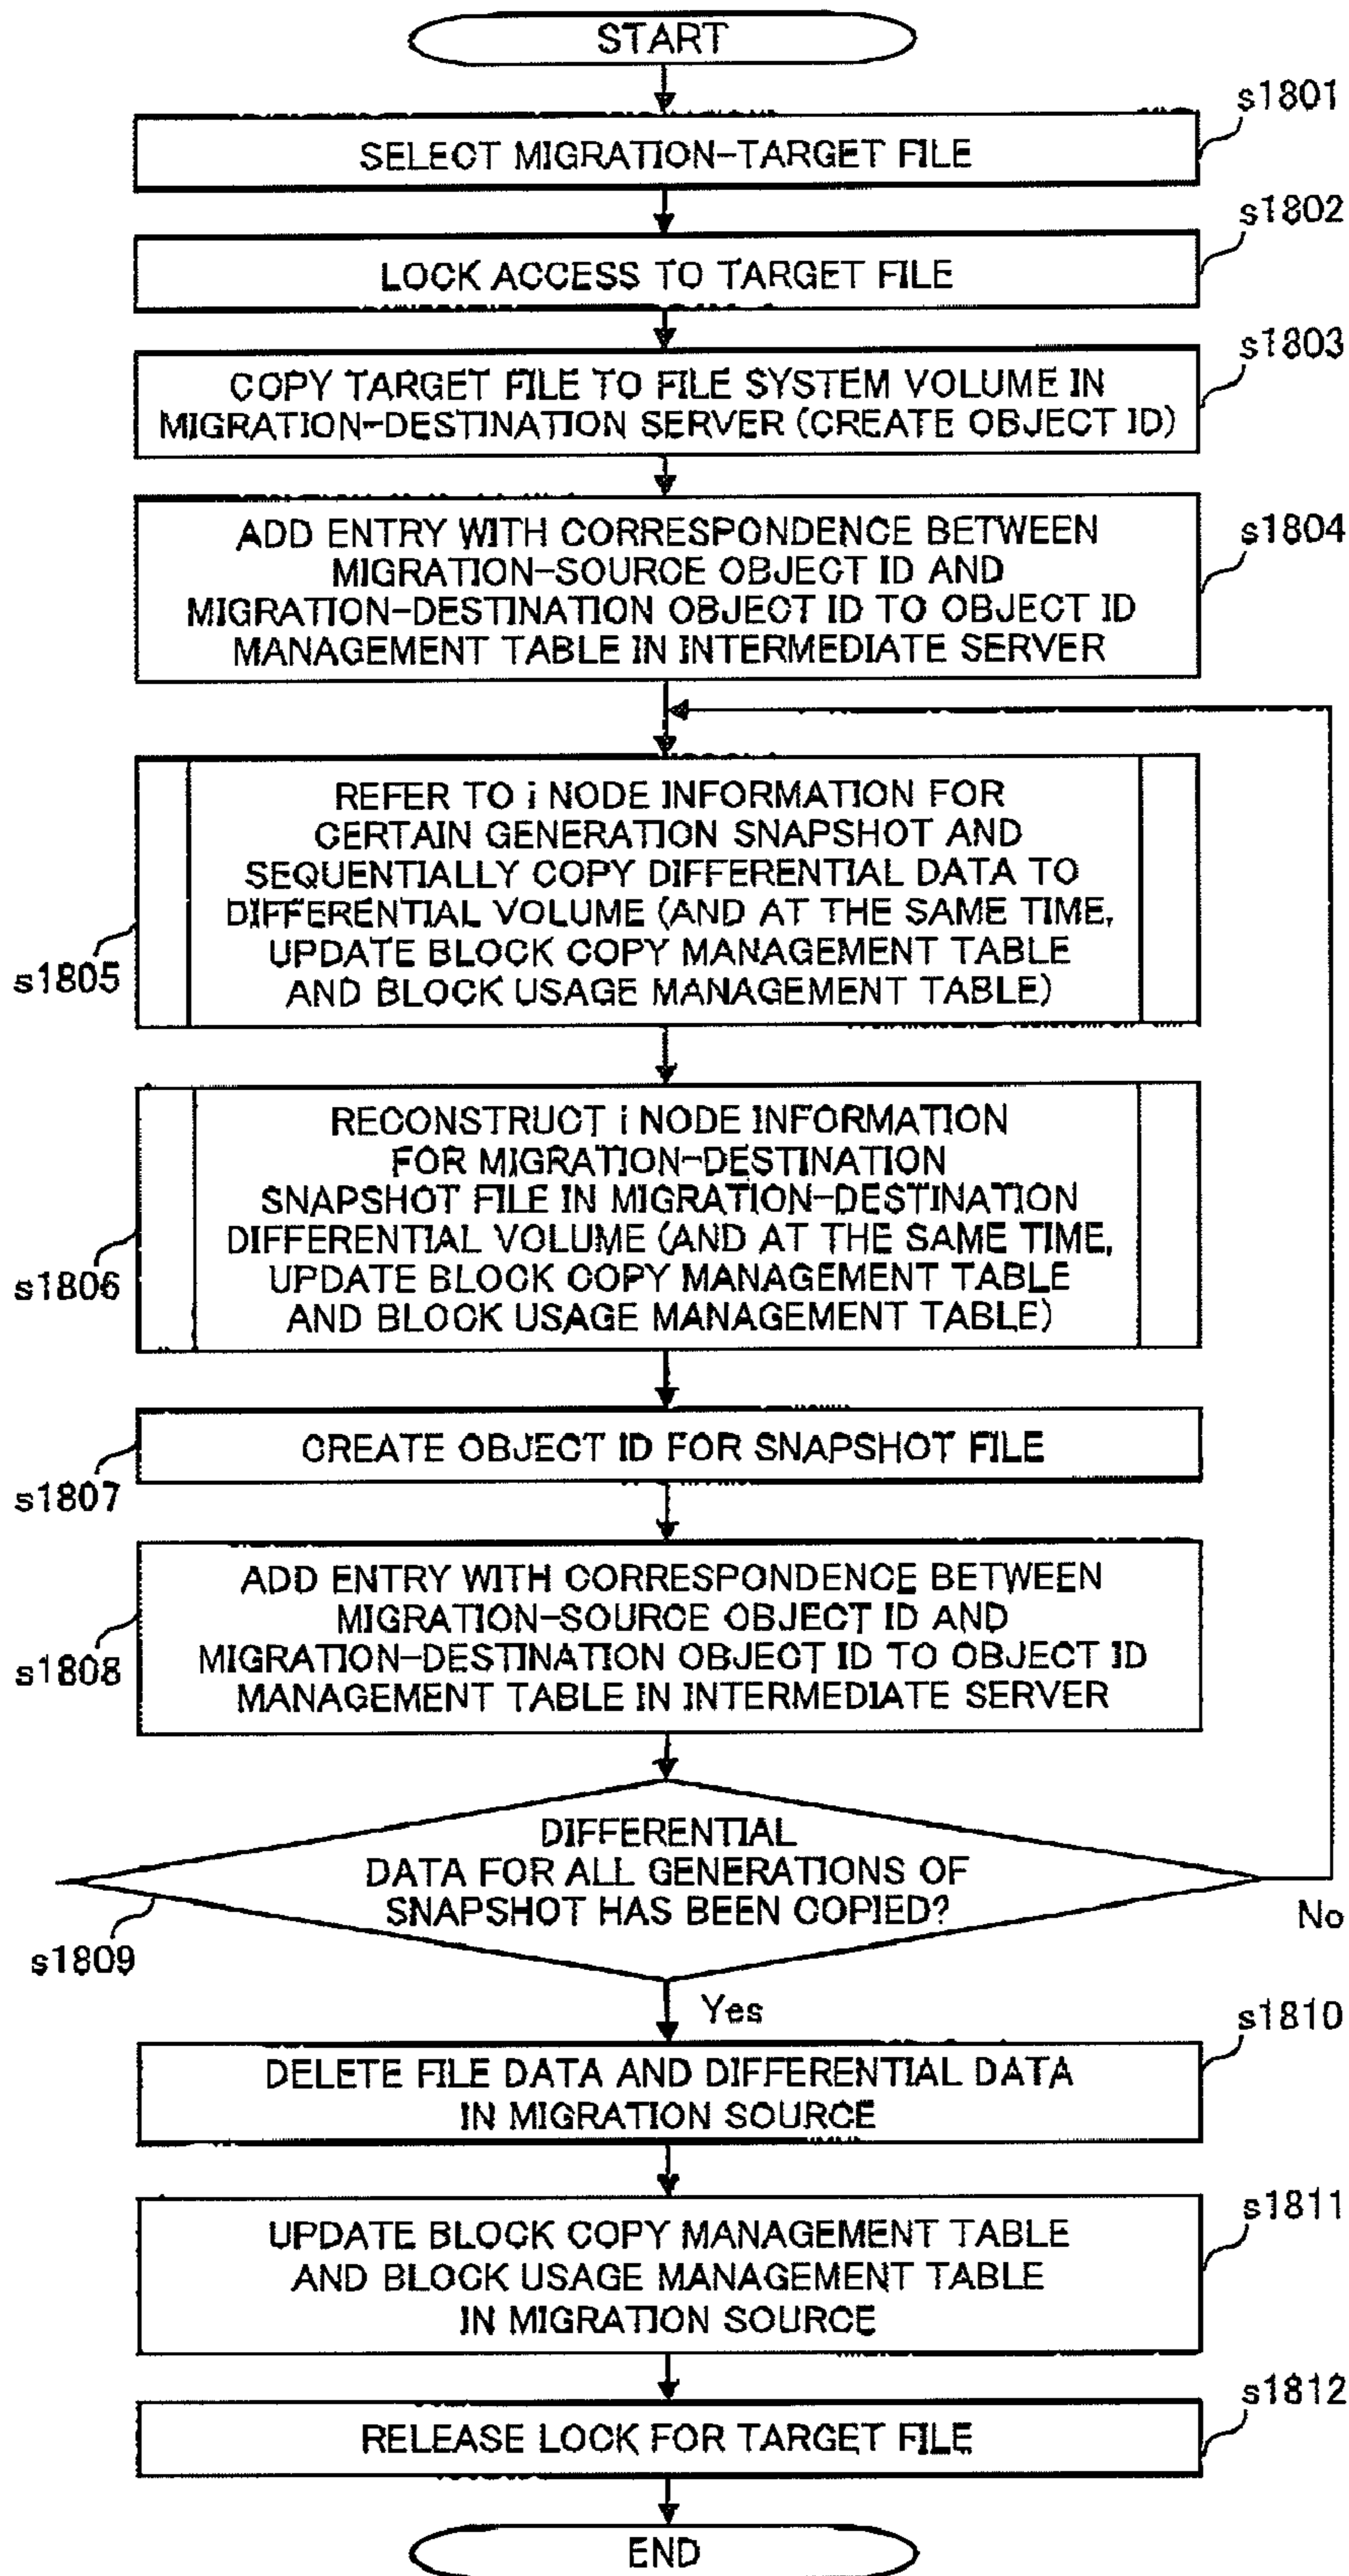 START
s1801
SELECT MIGRATION-TARGET FILE
s1802
LOCK ACCESS TO TARGET FILE
s1803
COPY TARGET FILE TO FILE SYSTEM VOLUME IN
MIGRATION-DESTINATION SERVER (CREATE OBJECT ID)
s1804
ADD ENTRY WITH CORRESPONDENCE BETWEEN
MIGRATION-SOURCE OBJECT ID AND
MIGRATION-DESTINATION OBJECT ID TO OBJECT ID
MANAGEMENT TABLE IN INTERMEDIATE SERVER
REFER TO i NODE INFORMATION FOR
CERTAIN GENERATION SNAPSHOT AND
SEQUENTIALLY COPY DIFFERENTIAL DATA TO
DIFFERENTIAL VOLUME (AND AT THE SAME TIME,
UPDATE BLOCK COPY MANAGEMENT TABLE
AND BLOCK USAGE MANAGEMENT TABLE)
s1805
RECONSTRUCT i NODE INFORMATION
FOR MIGRATION-DESTINATION
SNAPSHOT FILE IN MIGRATION-DESTINATION
DIFFERENTIAL VOLUME (AND AT THE SAME TIME,
UPDATE BLOCK COPY MANAGEMENT TABLE
AND BLOCK USAGE MANAGEMENT TABLE)
s1806
CREATE OBJECT ID FOR SNAPSHOT FILE
s1807
ADD ENTRY WITH CORRESPONDENCE BETWEEN
MIGRATION-SOURCE OBJECT ID AND
MIGRATION-DESTINATION OBJECT ID TO OBJECT ID
MANAGEMENT TABLE IN INTERMEDIATE SERVER
s1808
DIFFERENTIAL
DATA FOR ALL GENERATIONS OF
SNAPSHOT HAS BEEN COPIED?
No
s1809
Yes
s1810
DELETE FILE DATA AND DIFFERENTIAL DATA
IN MIGRATION SOURCE
s1811
UPDATE BLOCK COPY MANAGEMENT TABLE
AND BLOCK USAGE MANAGEMENT TABLE
IN MIGRATION SOURCE
s1812
RELEASE LOCK FOR TARGET FILE
END